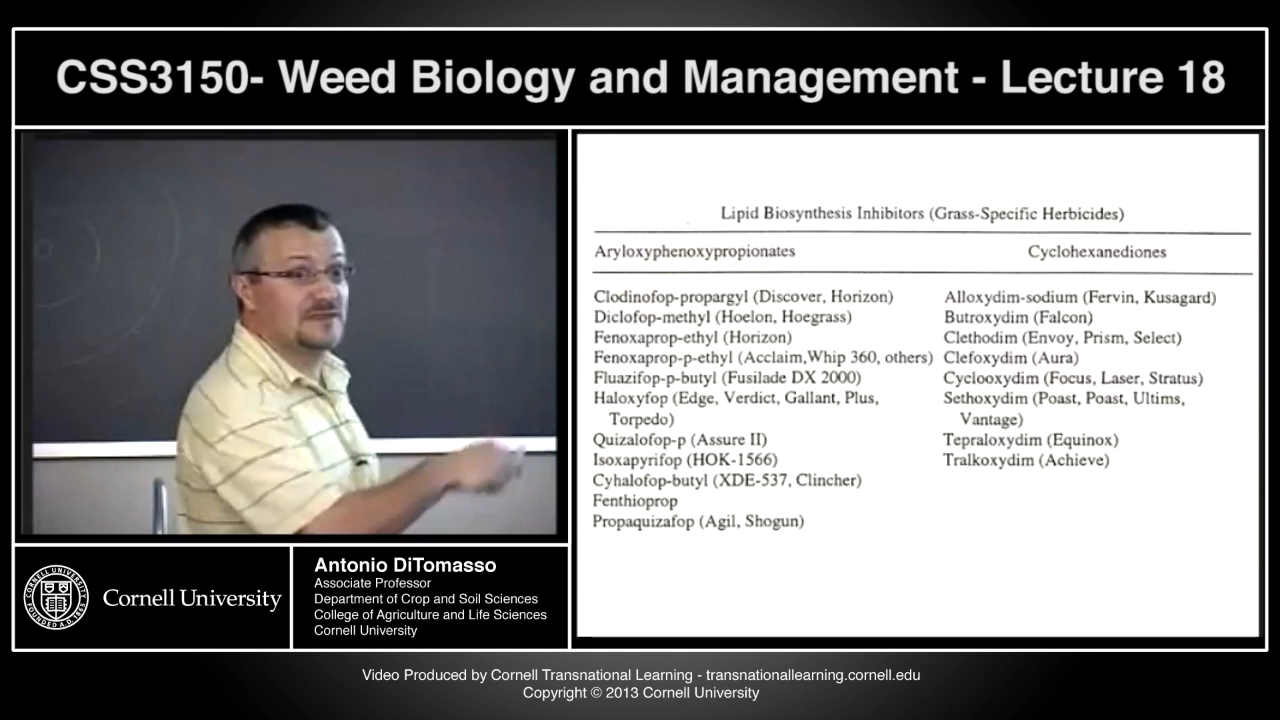 CSS3150- Weed Biology and Management - Lecture 18
Lipid Biosynthesis Inhibitors (Grass-Specific Herbicides)
Aryloxyphenoxypropionates Cyclohexanediones
Clodinofop-propargyl (Discover, Horizon) Alloxydim-sodium (Fervin, Kusagard)
Diclofop-methyl (Hoelon, Hoegrass) Butroxydim (Falcon)
Fenoxaprop-ethyl (Horizon) Clethodim (Envoy, Prism, Select)
Fenoxaprop-p-ethyl (Acclaim,Whip 360, others) Clefoxydim (Aura)
Fluazifop-p-butyl (Fusilade DX 2000) Cyclooxydim (Focus, Laser, Stratus)
Haloxyfop (Edge, Verdict, Gallant, Plus, Sethoxydim (Poast, Poast, Ultims,
Torpedo) Vantage)
Quizalofop-p (Assure II) Tepraloxydim (Equinox)
Isoxapyrifop (HOK-1566) Tralkoxydim (Achieve)
Cyhalofop-butyl (XDE-537, Clincher)
Fenthioprop
Propaquizafop (Agil, Shogun)
Cornell University
Antonio DiTomasso
Associate Professor
Department of Crop and Soil Sciences
College of Agriculture and Life Sciences
Cornell University
Video Produced by Cornell Transnational Learning - transnationallearning.cornell.edu
Copyright © 2013 Cornell University